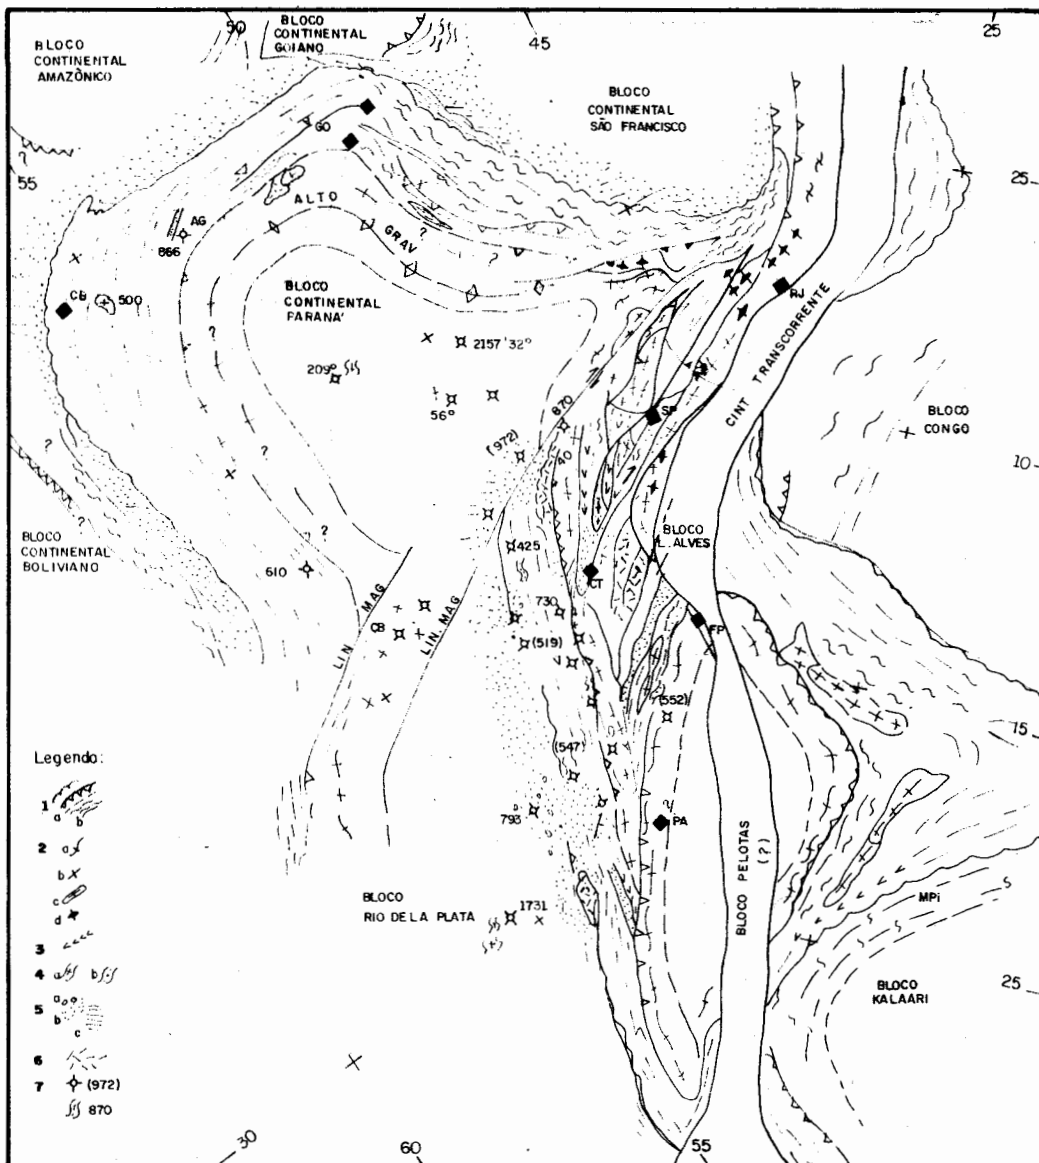 50
BLOCO
CONTINENTAL
GOIANO
45
25
BLOCO
CONTINENTAL
AMAZÔNICO
BLOCO
CONTINENTAL
SÃO FRANCISCO
GO
?
55
25
ALTO
GRAV
?
AG
866
?
CB
500
BLOCO
CONTINENTAL
PARANÁ
?
RJ
CINT TRANSCORRENTE
2157 '32°
209°
56°
870
SP
BLOCO
CONGO
(972)
40
?
?
?
10
?
BLOCO
CONTINENTAL
BOLIVIANO
BLOCO
L. ALVES
425
?
610
CT
LIN MAG
LIN. MAG
730
CB
(519)
FP
(552)
15
(547)
Legenda:
1 a b
2 a
b
c
d
3
4 a b
5 a
b
c
6
7 (972)
870
793
PA
BLOCO PELOTAS
(?)
BLOCO
RIO DE LA PLATA
1731
MPi
BLOCO
KALAARI
25
30
60
55